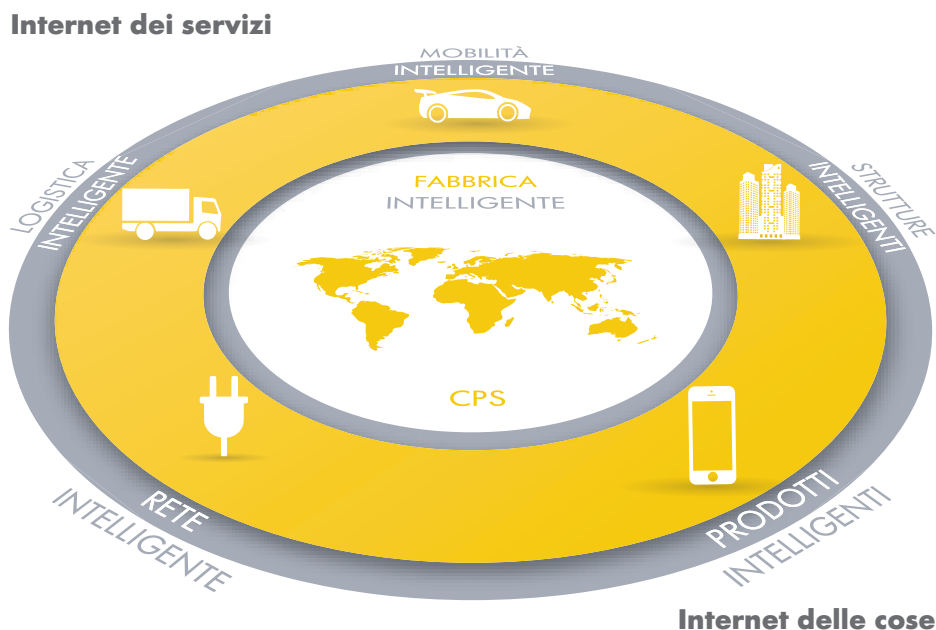 Internet dei servizi
MOBILITÀ
INTELLIGENTE
LOGISTICA
INTELLIGENTE
STRUTTURE
INTELLIGENTI
FABBRICA
INTELLIGENTE
CPS
RETE
INTELLIGENTE
PRODOTTI
INTELLIGENTI
Internet delle cose